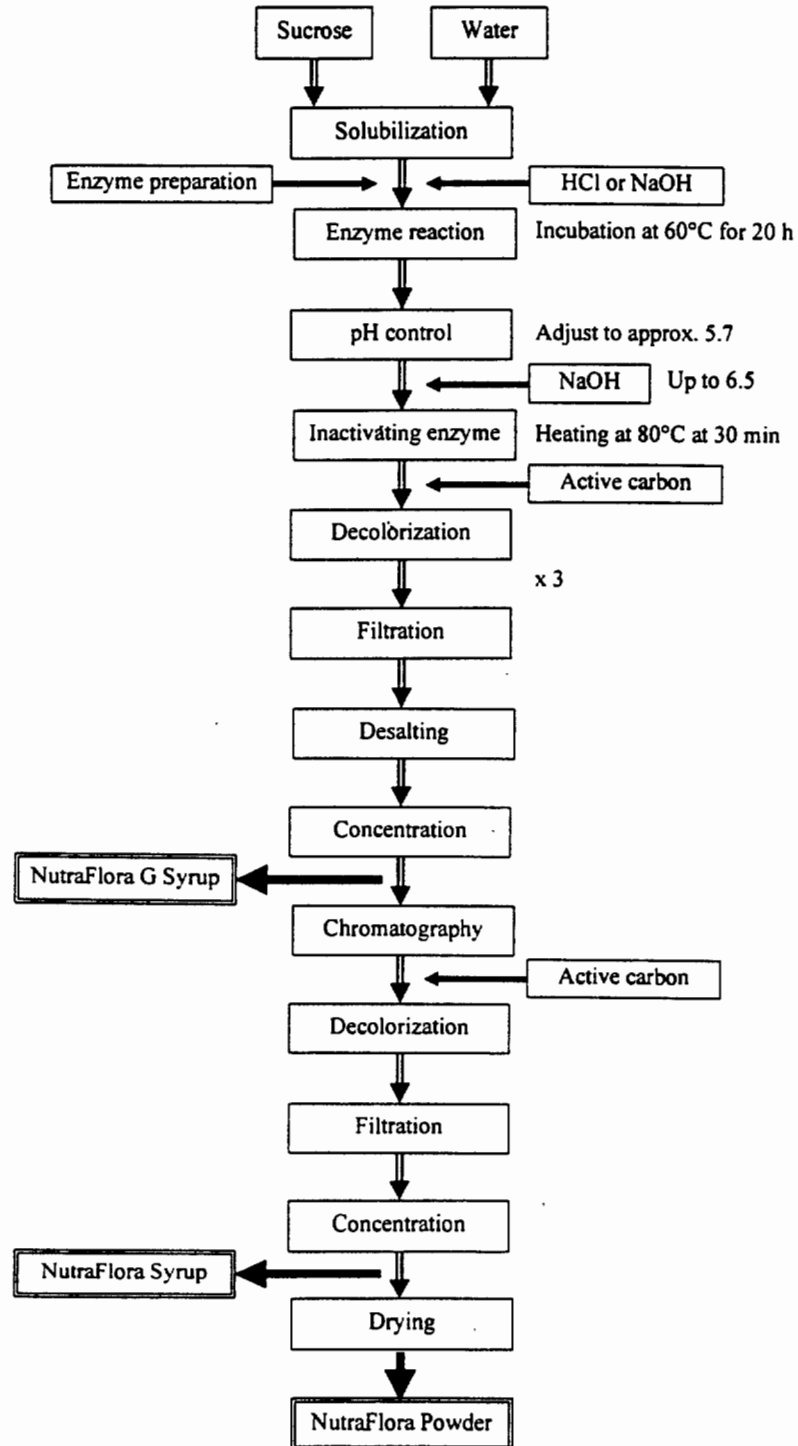 Sucrose
Water
Solubilization
Enzyme preparation
HCl or NaOH
Enzyme reaction
Incubation at 60°C for 20 h
pH control
Adjust to approx. 5.7
NaOH
Up to 6.5
Inactivating enzyme
Heating at 80°C at 30 min
Active carbon
Decolorization
x 3
Filtration
Desalting
Concentration
NutraFlora G Syrup
Chromatography
Active carbon
Decolorization
Filtration
Concentration
NutraFlora Syrup
Drying
NutraFlora Powder